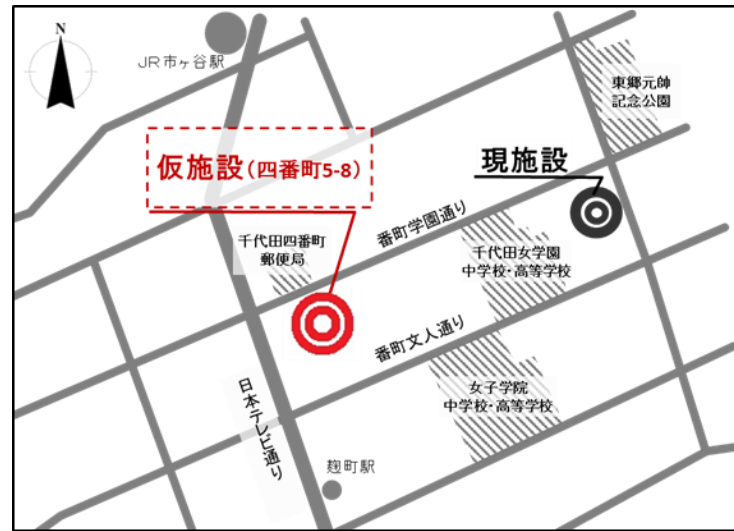 N
JR市ヶ谷駅
東郷元帥
記念公園
仮施設(四番町5-8)
現施設
千代田四番町
郵便局
番町学園通り
千代田女学園
中学校・高等学校
番町文人通り
女子学院
中学校・高等学校
日本テレビ通り
麹町駅